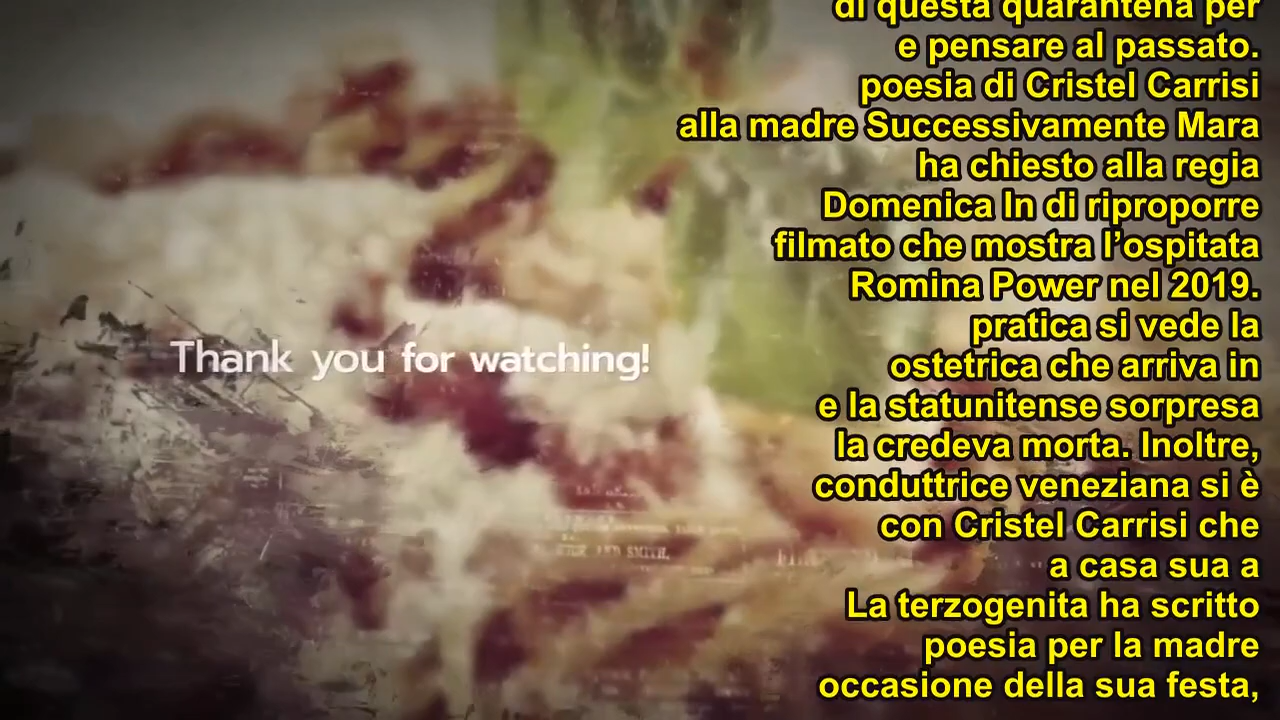 di questa quarantena per
e pensare al passato.
poesia di Cristel Carrisi
alla madre Successivamente Mara
ha chiesto alla regia
Domenica In di riproporre
filmato che mostra l’ospitata
Romina Power nel 2019.
pratica si vede la
ostetrica che arriva in
e la statunitense sorpresa
la credeva morta. Inoltre,
conduttrice veneziana si è
con Cristel Carrisi che
a casa sua a
La terzogenita ha scritto
poesia per la madre
occasione della sua festa,
Thank you for watching!
AND SMITH,